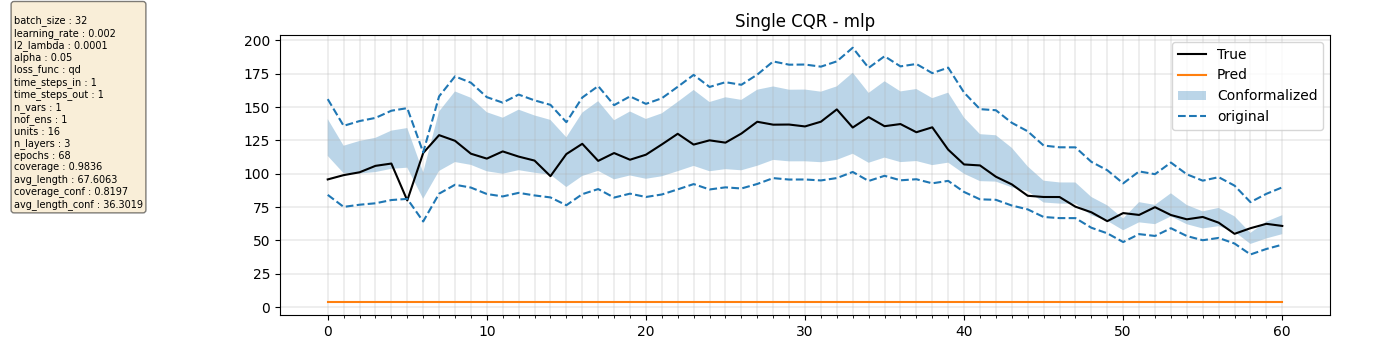 batch_size : 32
learning_rate : 0.002
l2_lambda : 0.0001
alpha : 0.05
loss_func : qd
time_steps_in : 1
time_steps_out : 1
n_vars : 1
nof_ens : 1
units : 16
n_layers : 3
epochs : 68
coverage : 0.9836
avg_length : 67.6063
coverage_conf : 0.8197
avg_length_conf : 36.3019
Single CQR - mlp
200
175
150
125
100
75
50
25
0
True
Pred
Conformalized
original
0 10 20 30 40 50 60